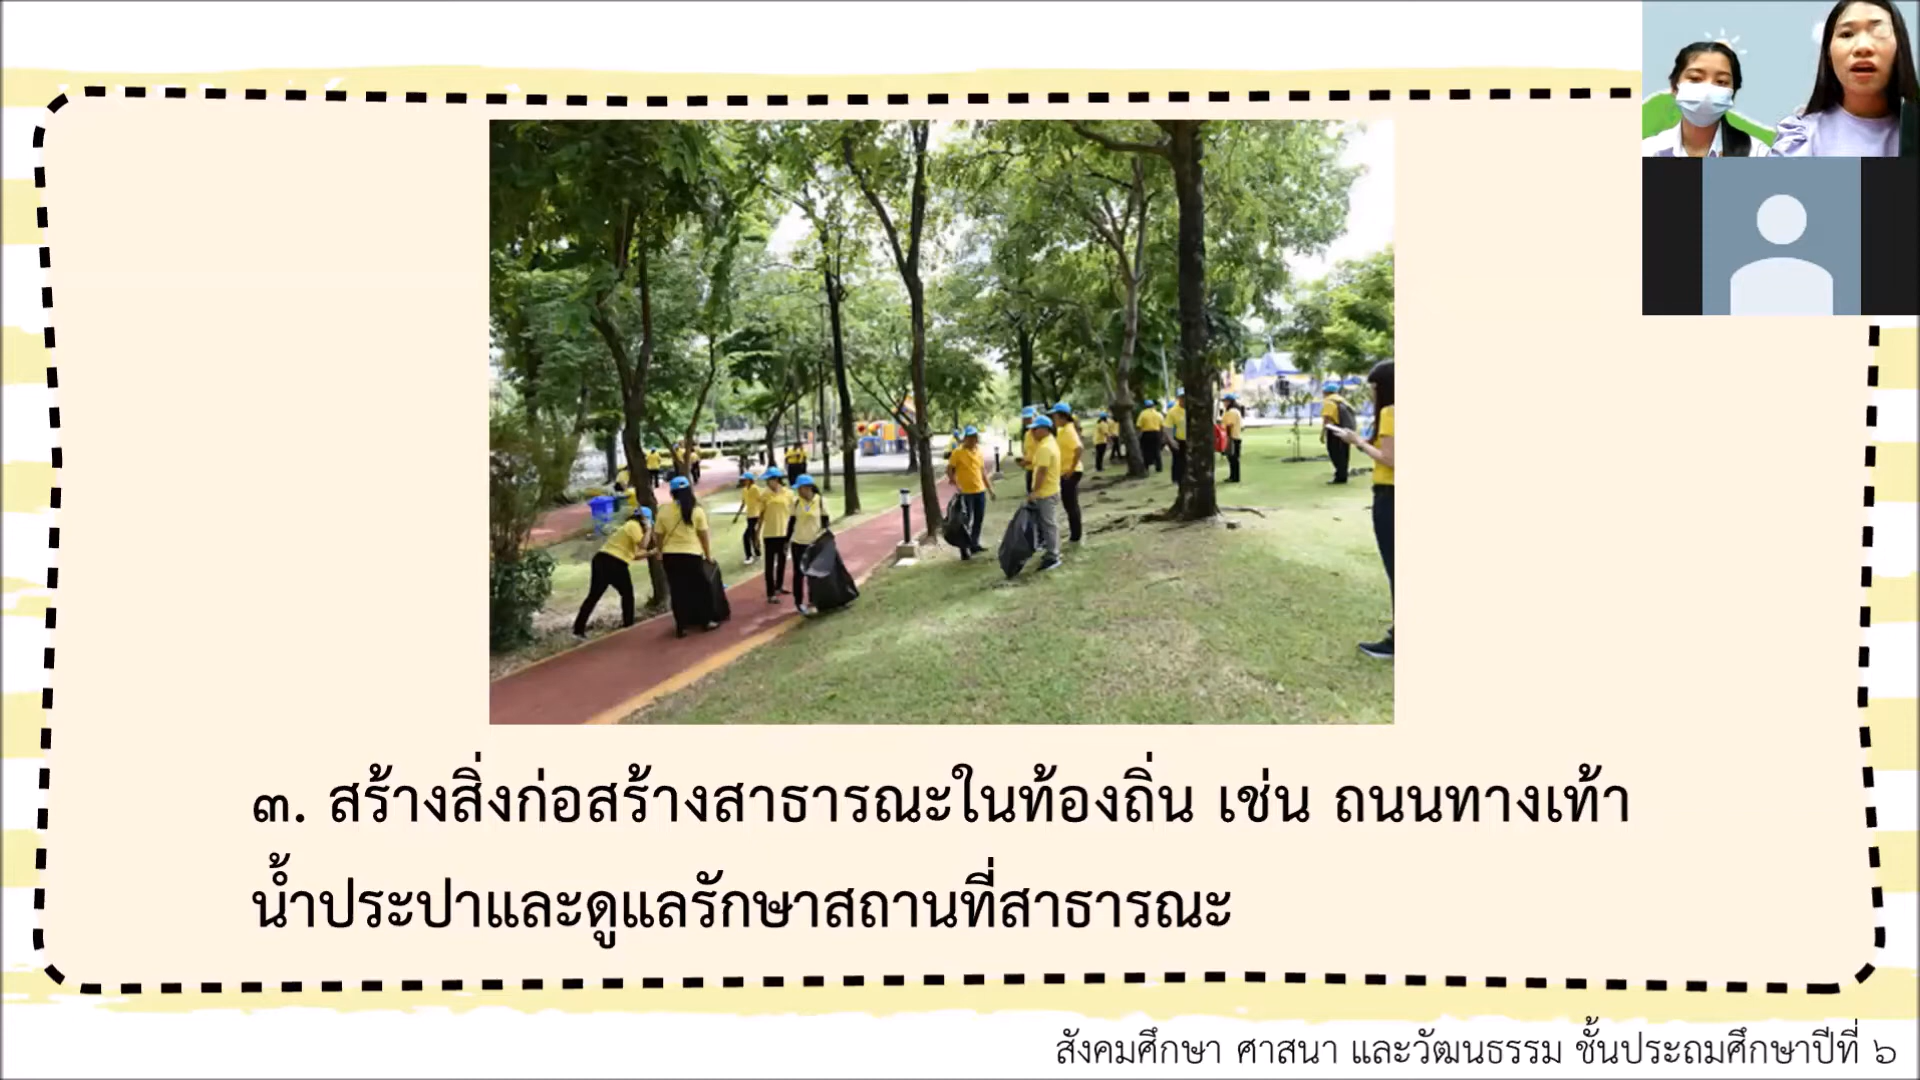 ๓. สร้างสิ่งก่อสร้างสาธารณะในท้องถิ่น เช่น ถนนทางเท้า
น้ำประปาและดูแลรักษาสถานที่สาธารณะ
สังคมศึกษา ศาสนา และวัฒนธรรม ชั้นประถมศึกษาปีที่ ๖